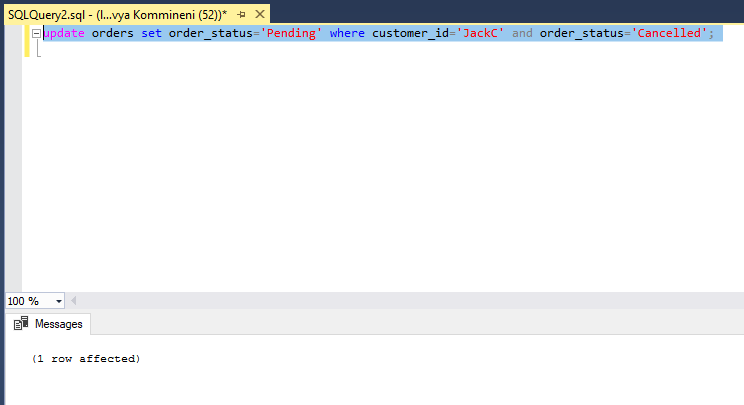 SQLQuery2.sql - (l...vya Kommineni (52))*
update orders set order_status='Pending' where customer_id='JackC' and order_status='Cancelled';
100 %
Messages
(1 row affected)